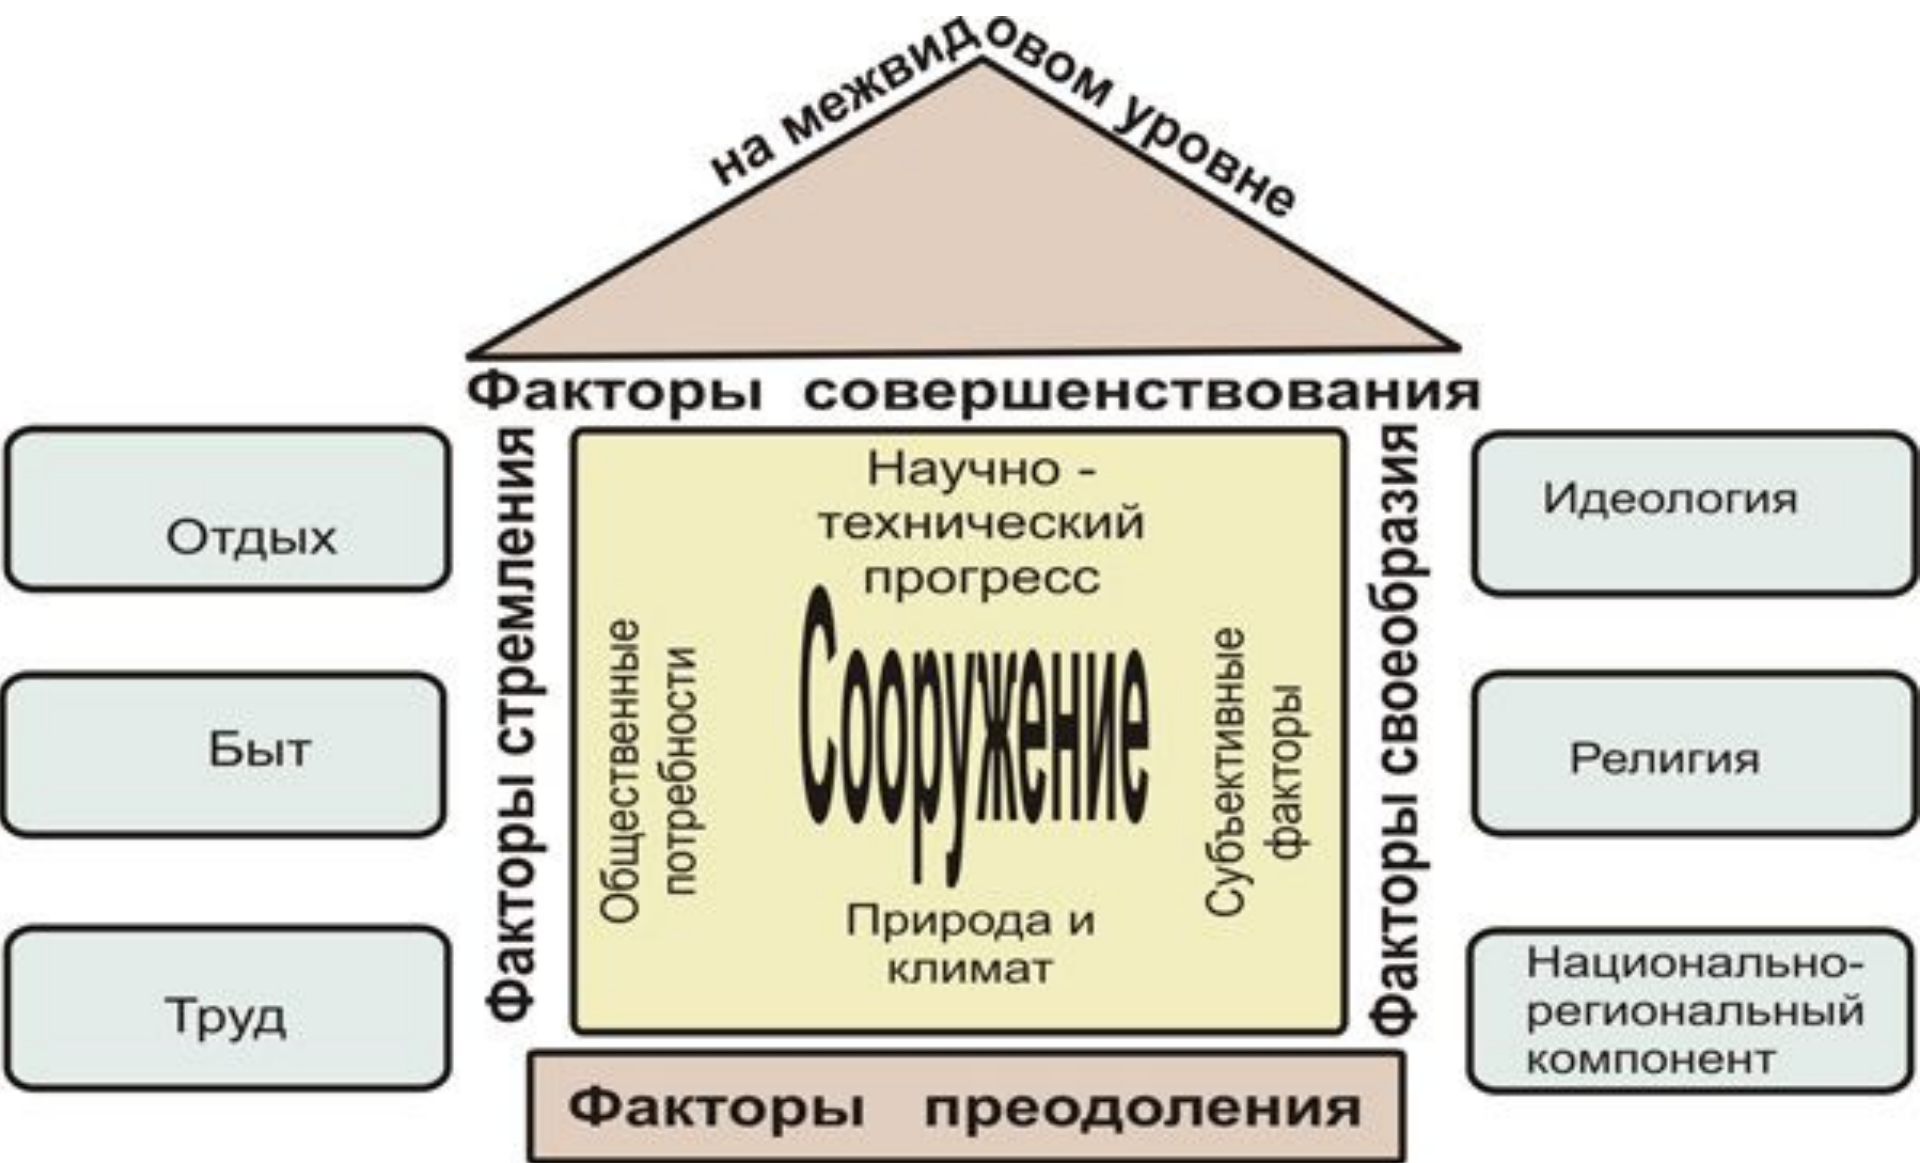 на межвидовом уровне
Факторы совершенствования
Факторы стремления
Факторы своеобразия
Отдых
Быт
Труд
Научно -
технический
прогресс
Общественные
потребности
Сооружение
Субъективные
факторы
Природа и
климат
Идеология
Религия
Национально-
региональный
компонент
Факторы преодоления